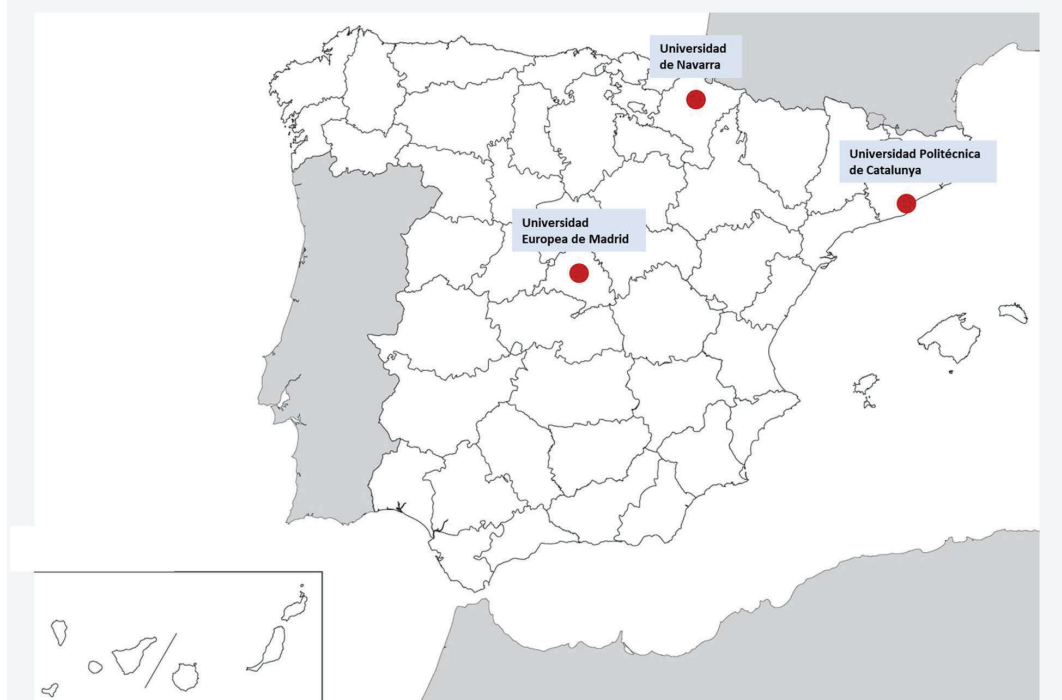 Universidad
de Navarra
Universidad Politécnica
de Catalunya
Universidad
Europea de Madrid